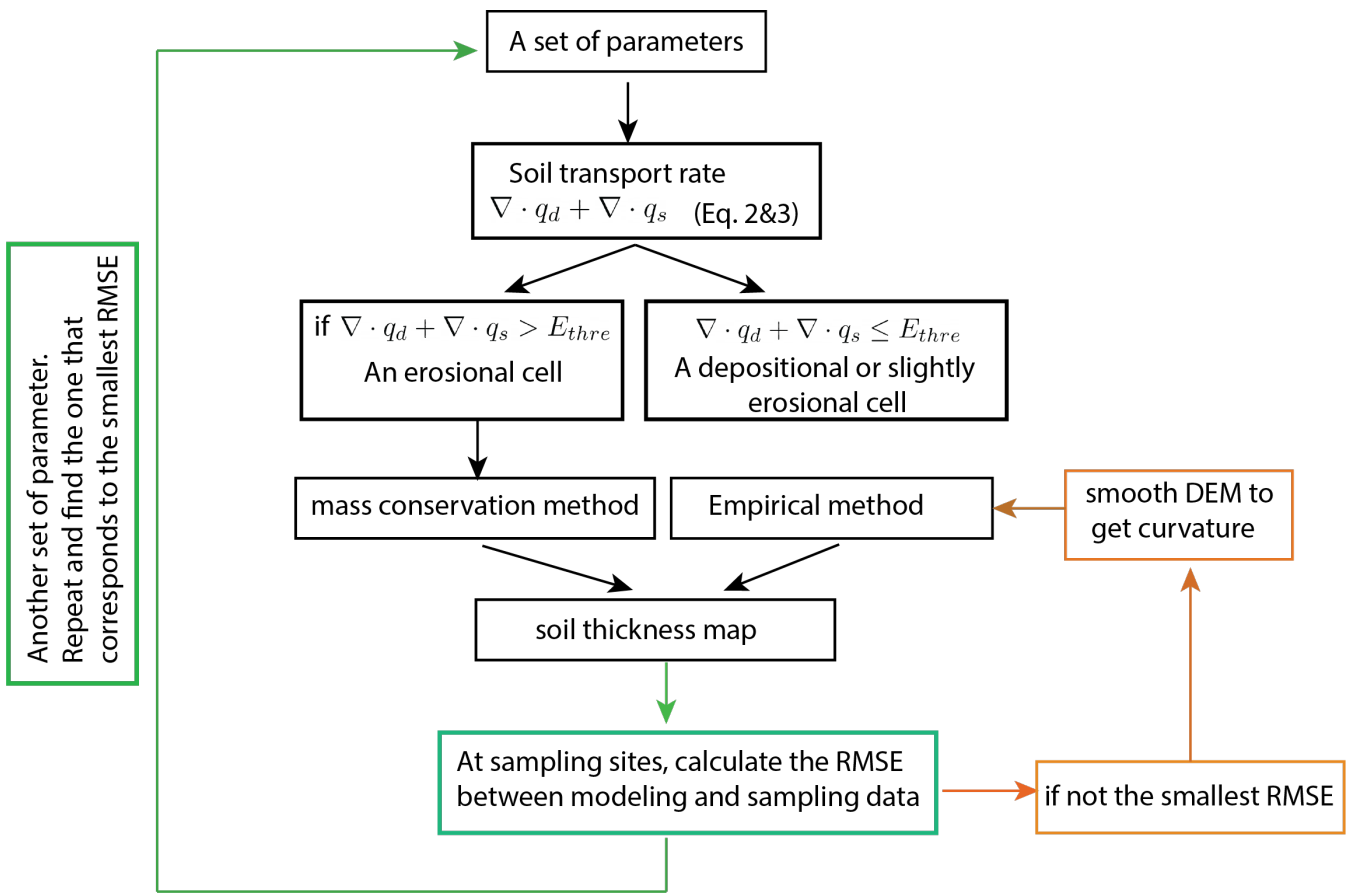 A set of parameters
Soil transport rate
∇ · q_d + ∇ · q_s (Eq. 2&3)
if ∇ · q_d + ∇ · q_s > E_thre
An erosional cell
∇ · q_d + ∇ · q_s ≤ E_thre
A depositional or slightly
erosional cell
mass conservation method
Empirical method
smooth DEM to
get curvature
soil thickness map
At sampling sites, calculate the RMSE
between modeling and sampling data
if not the smallest RMSE
Another set of parameter.
Repeat and find the one that
corresponds to the smallest RMSE